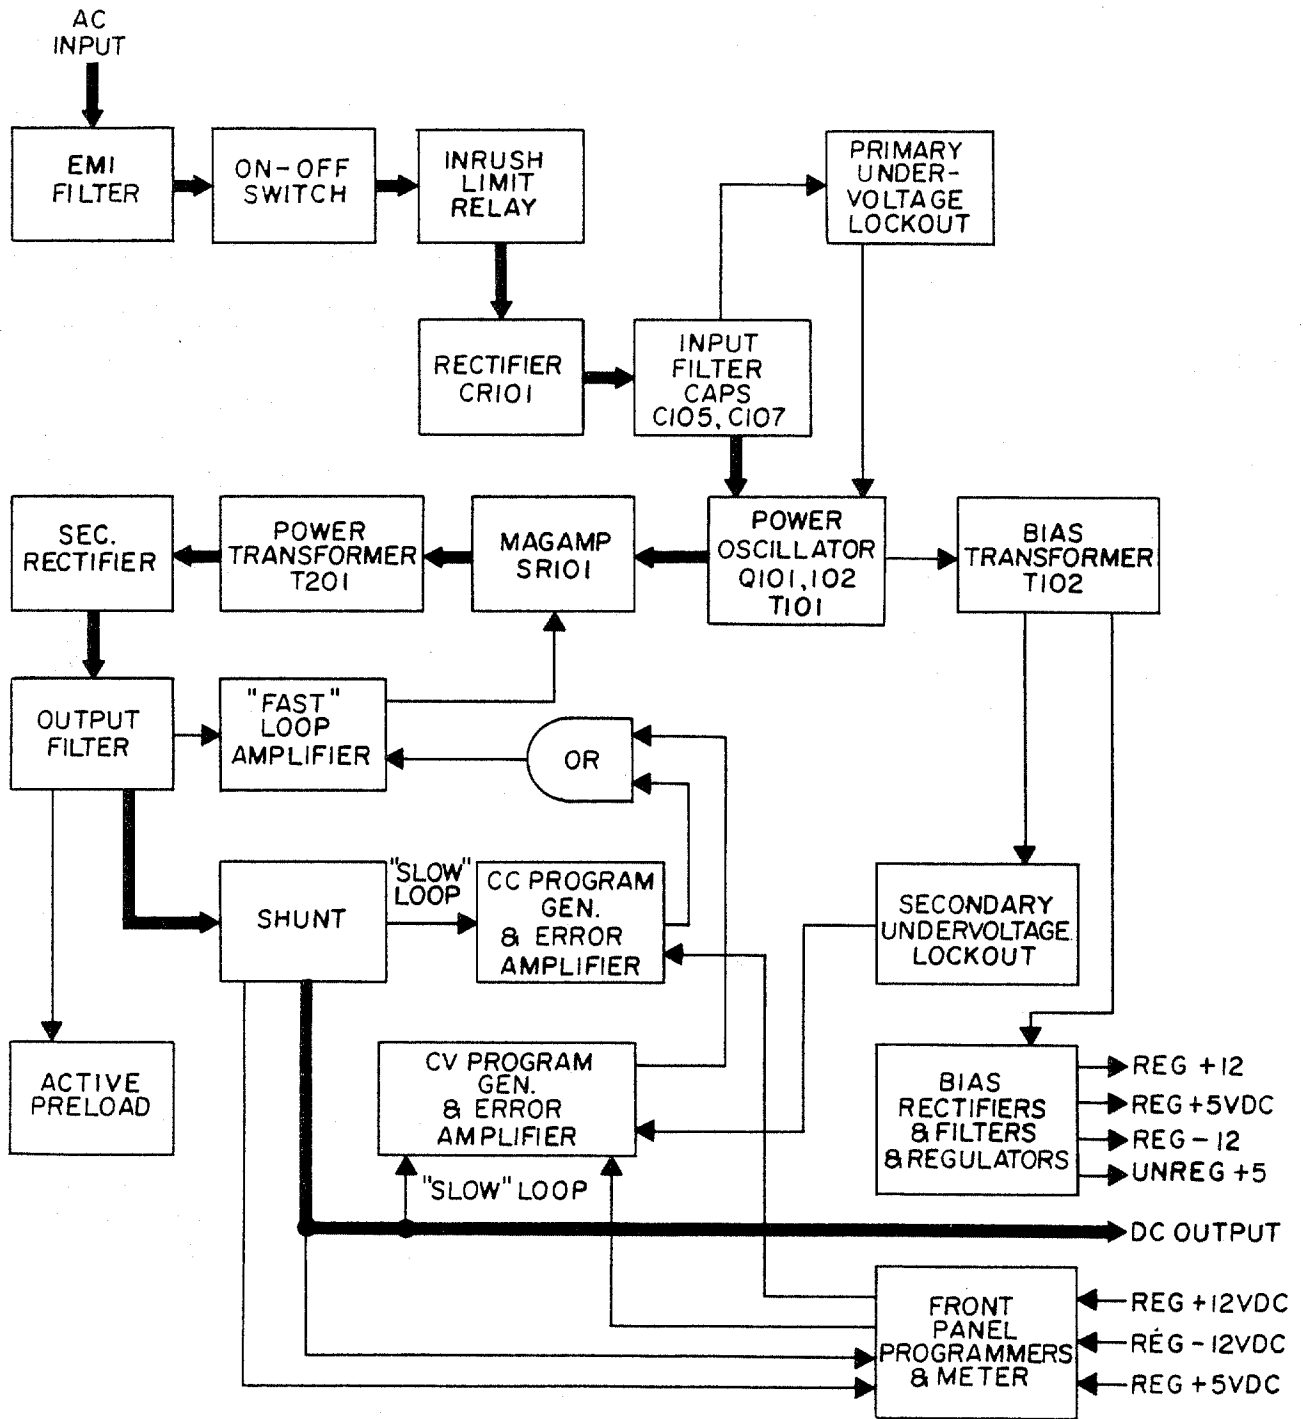 AC
INPUT
EMI
FILTER
ON-OFF
SWITCH
INRUSH
LIMIT
RELAY
PRIMARY
UNDER-
VOLTAGE
LOCKOUT
RECTIFIER
CR101
INPUT
FILTER
CAPS
C105, C107
SEC.
RECTIFIER
POWER
TRANSFORMER
T201
MAGAMP
SR101
POWER
OSCILLATOR
Q101, 102
T101
BIAS
TRANSFORMER
T102
OUTPUT
FILTER
"FAST"
LOOP
AMPLIFIER
OR
SHUNT
"SLOW"
LOOP
CC PROGRAM
GEN.
& ERROR
AMPLIFIER
SECONDARY
UNDERVOLTAGE
LOCKOUT
ACTIVE
PRELOAD
CV PROGRAM
GEN.
& ERROR
AMPLIFIER
"SLOW" LOOP
BIAS
RECTIFIERS
& FILTERS
& REGULATORS
REG +12
REG +5VDC
REG -12
UNREG +5
DC OUTPUT
FRONT
PANEL
PROGRAMMERS
& METER
REG +12VDC
REG -12VDC
REG +5VDC